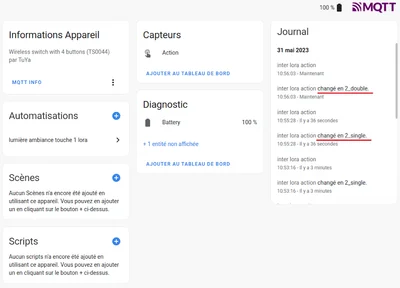 100 %
MQTT
Informations Appareil
Wireless switch with 4 buttons (TS0044)
par TuYa
MQTT INFO
Automatisations
lumière ambiance touche 1 lora
Scènes
Aucun Scènes n'a encore été ajouté en
utilisant ce appareil. Vous pouvez en ajouter
un en cliquant sur le bouton + ci-dessus.
Scripts
Aucun scripts n'a encore été ajouté en
utilisant ce appareil. Vous pouvez en ajouter
un en cliquant sur le bouton + ci-dessus.
Capteurs
Action
AJOUTER AU TABLEAU DE BORD
Diagnostic
Battery 100 %
+ 1 entité non affichée
AJOUTER AU TABLEAU DE BORD
Journal
31 mai 2023
inter lora action
10:56:03 - Maintenant
inter lora action changé en 2_double.
10:56:03 - Maintenant
inter lora action
10:55:28 - Il y a 36 secondes
inter lora action changé en 2_single.
10:55:28 - Il y a 36 secondes
inter lora action
10:53:16 - Il y a 3 minutes
inter lora action changé en 2_single.
10:53:16 - Il y a 3 minutes